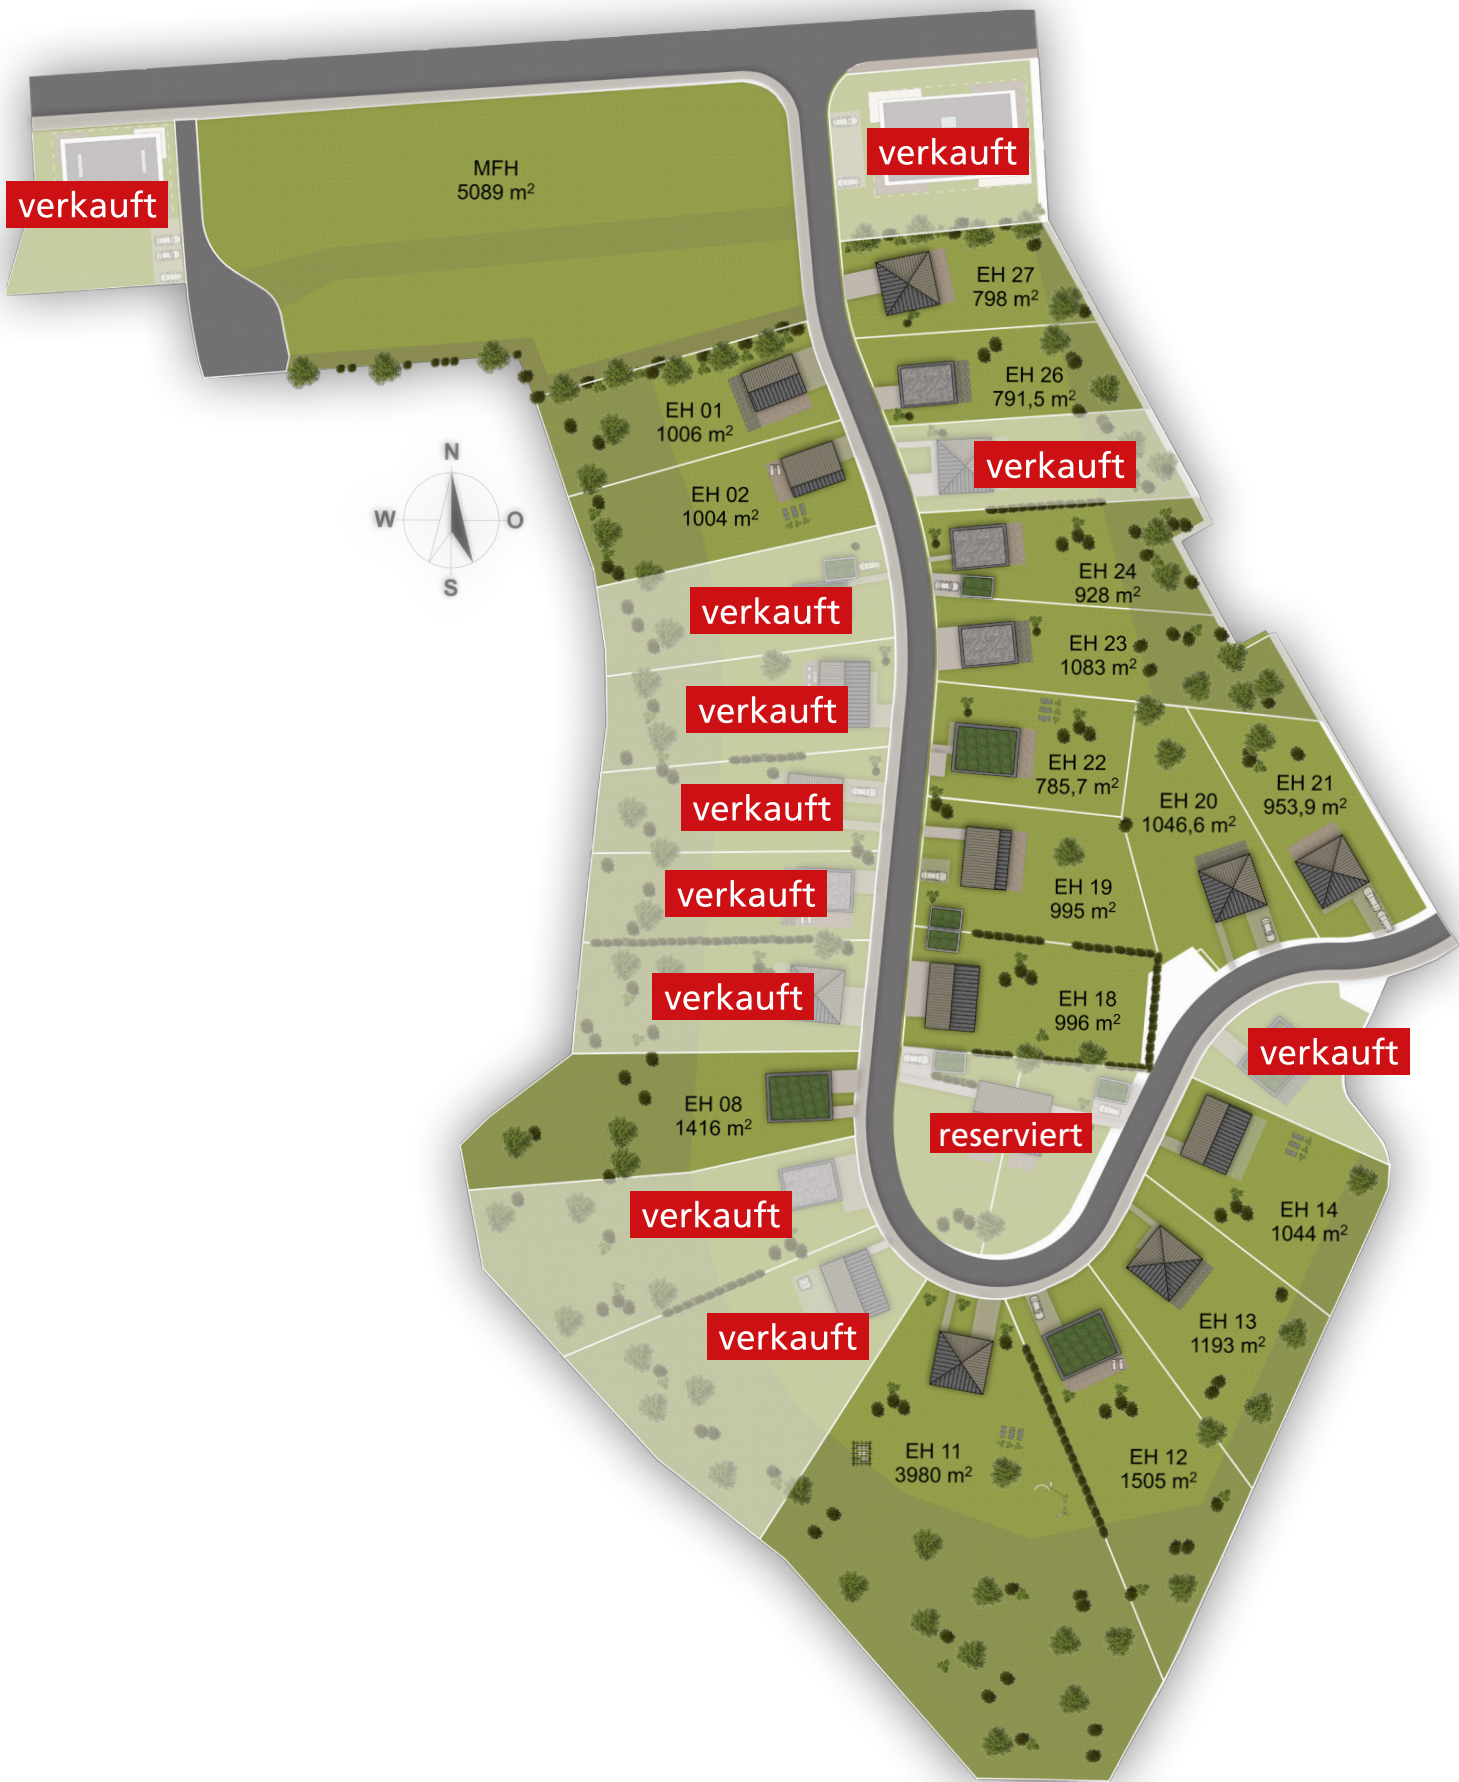 verkauft
MFH
5089 m²
verkauft
EH 27
798 m²
EH 26
791,5 m²
EH 01
1006 m²
N
W
O
S
verkauft
EH 02
1004 m²
EH 24
928 m²
verkauft
EH 23
1083 m²
verkauft
EH 22
785,7 m²
EH 21
953,9 m²
EH 20
1046,6 m²
verkauft
EH 19
995 m²
verkauft
verkauft
EH 18
996 m²
verkauft
EH 08
1416 m²
reserviert
verkauft
EH 14
1044 m²
verkauft
EH 13
1193 m²
EH 11
3980 m²
EH 12
1505 m²